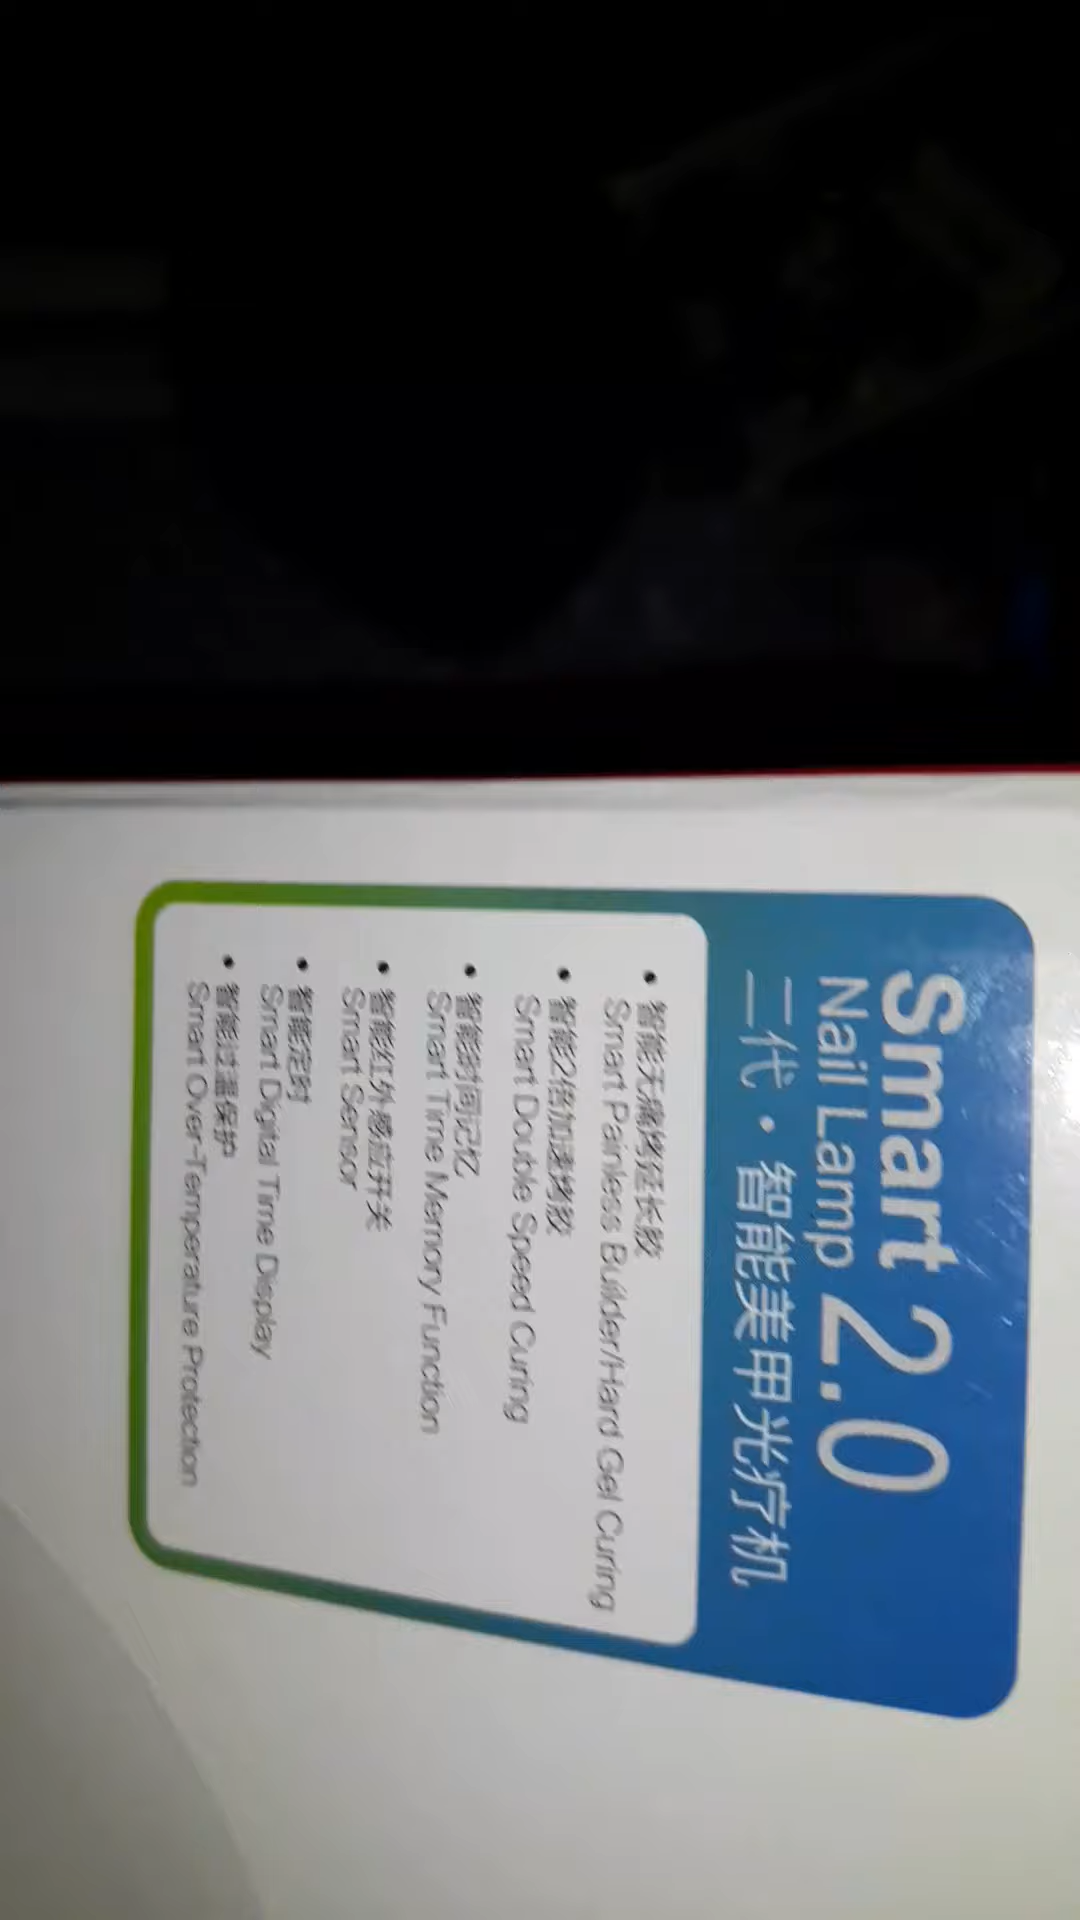 Smart 2.0
Nail Lamp
二代·智能美甲光疗机
• 智能无痛烤延长胶
Smart Painless Builder/Hard Gel Curing
• 智能2倍加速烤胶
Smart Double Speed Curing
• 智能时间记忆
Smart Time Memory Function
• 智能红外感应开关
Smart Sensor
• 智能定时
Smart Digital Time Display
• 智能过温保护
Smart Over-Temperature Protection